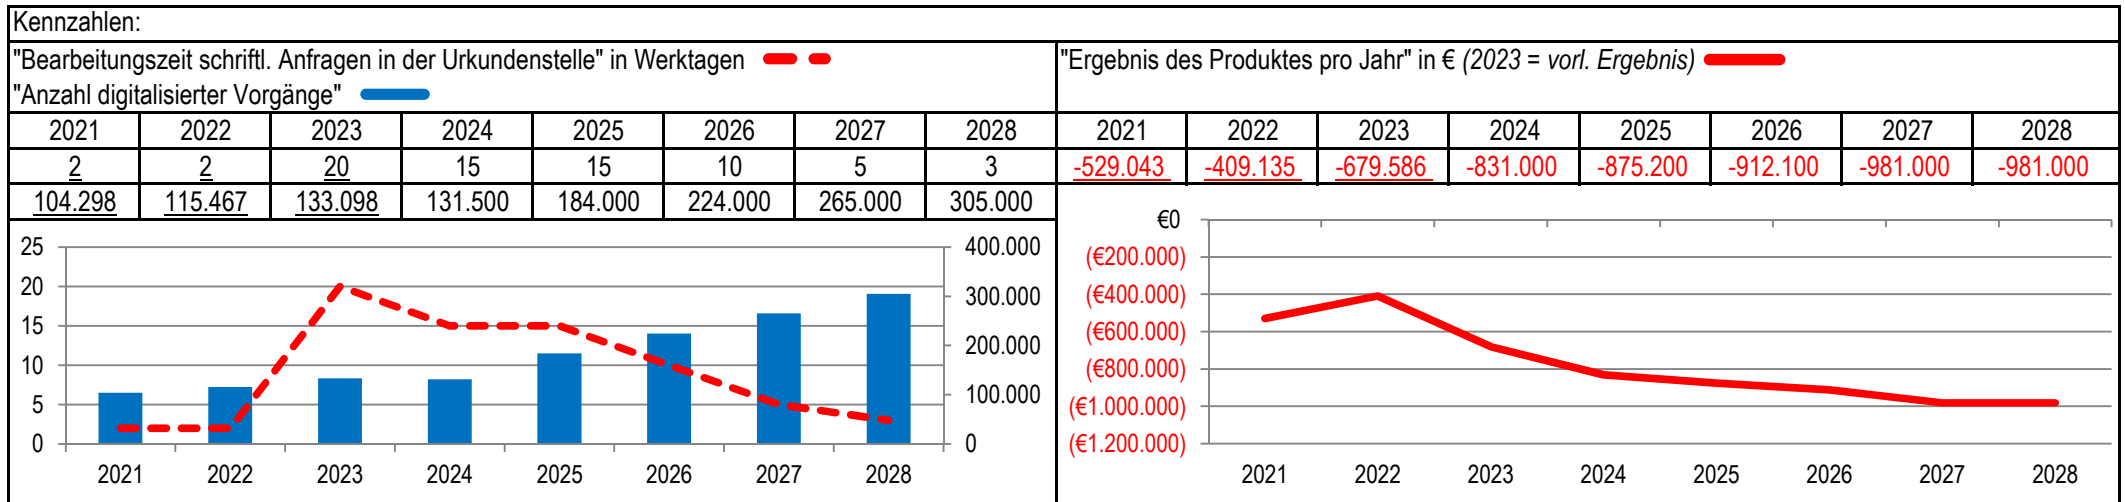 Kennzahlen:
"Bearbeitungszeit schriftl. Anfragen in der Urkundenstelle" in Werktagen
"Anzahl digitalisierter Vorgänge"
"Ergebnis des Produktes pro Jahr" in € (2023 = vorl. Ergebnis)
2021 2022 2023 2024 2025 2026 2027 2028
2 2 20 15 15 10 5 3
104.298 115.467 133.098 131.500 184.000 224.000 265.000 305.000
2021 2022 2023 2024 2025 2026 2027 2028
-529.043 -409.135 -679.586 -831.000 -875.200 -912.100 -981.000 -981.000
25
20
15
10
5
0
400.000
300.000
200.000
100.000
0
2021 2022 2023 2024 2025 2026 2027 2028
€0
(€200.000)
(€400.000)
(€600.000)
(€800.000)
(€1.000.000)
(€1.200.000)
2021 2022 2023 2024 2025 2026 2027 2028